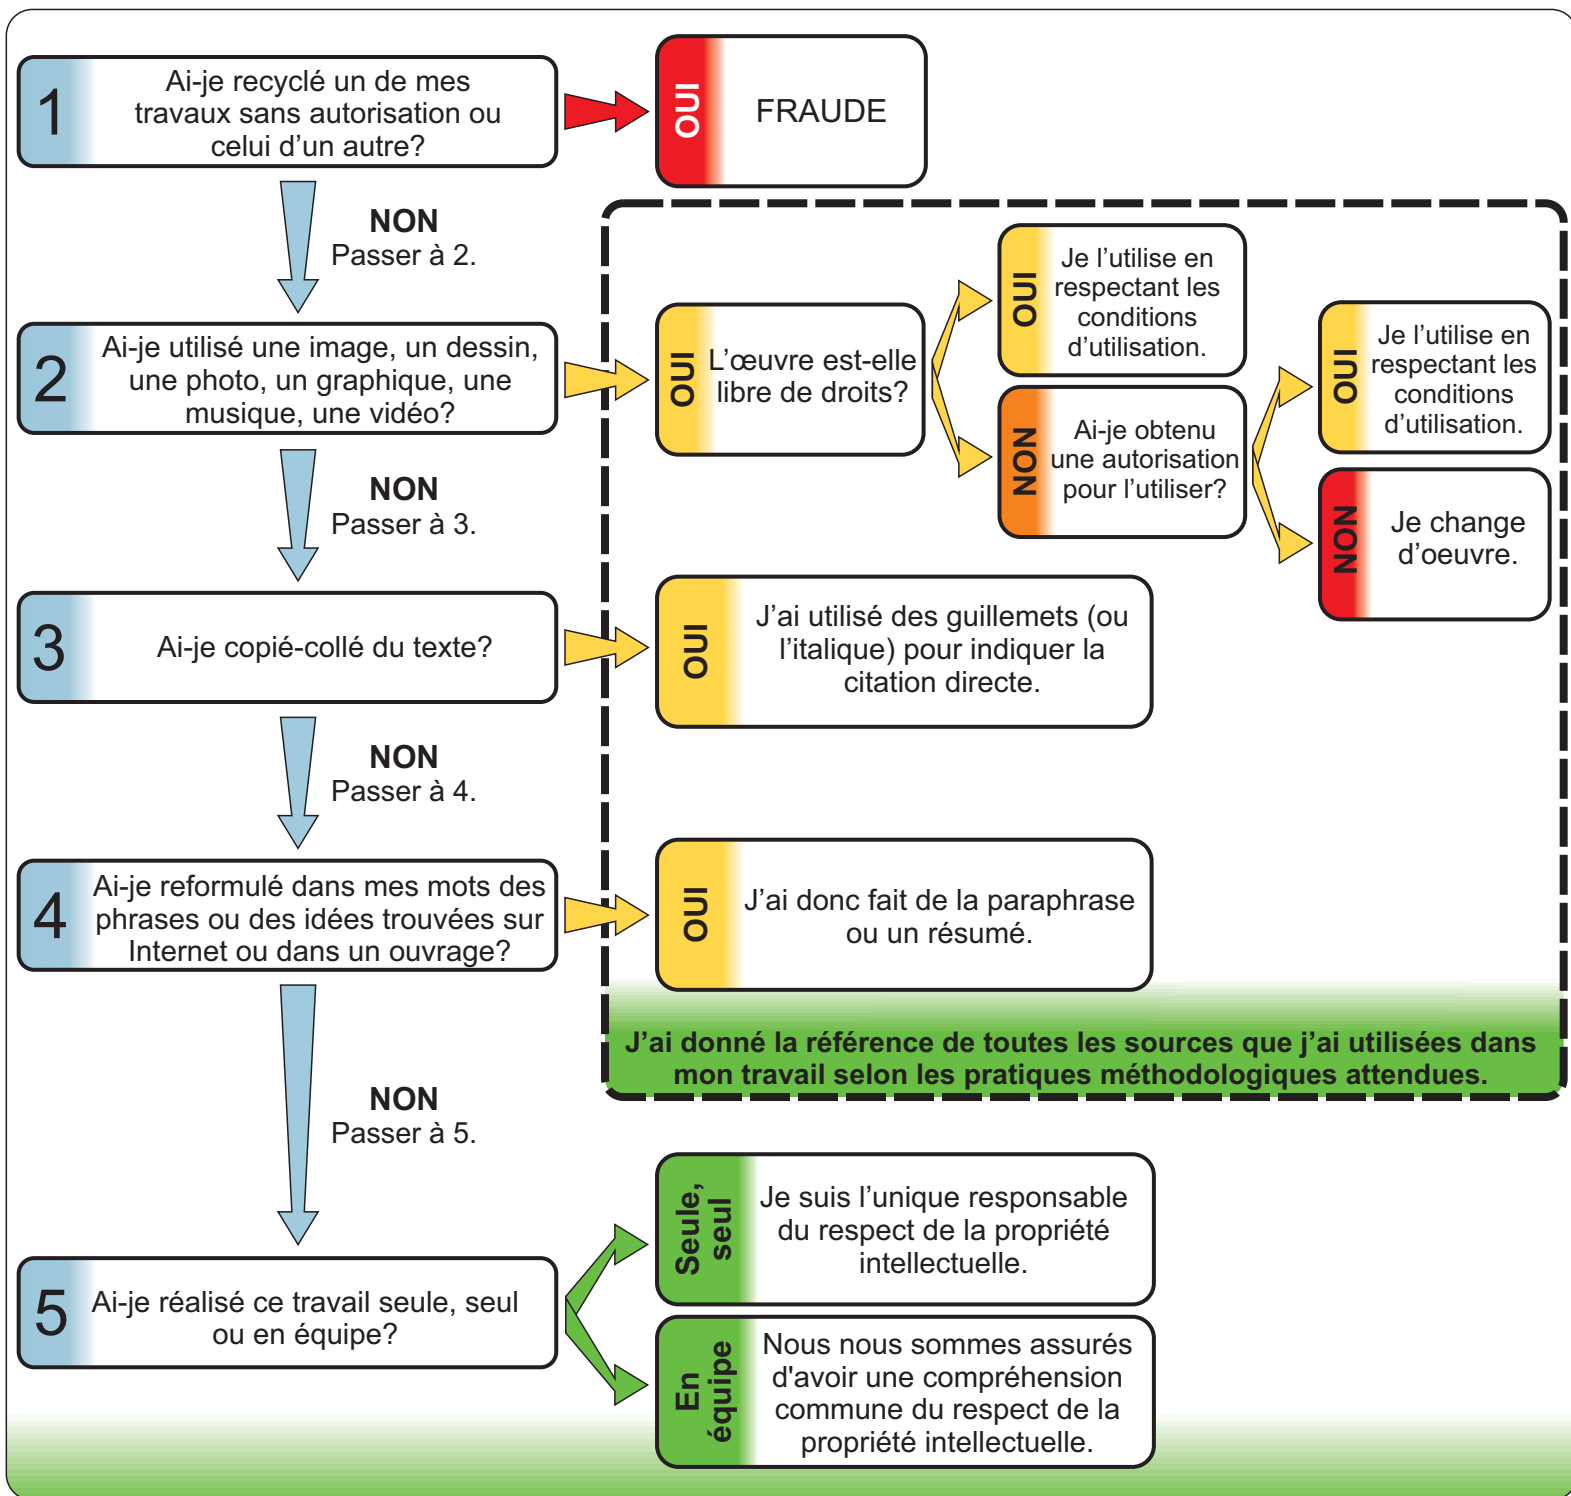 1
Ai-je recyclé un de mes
travaux sans autorisation ou
celui d'un autre?
OUI
FRAUDE
NON
Passer à 2.
2
Ai-je utilisé une image, un dessin,
une photo, un graphique, une
musique, une vidéo?
OUI
L'œuvre est-elle
libre de droits?
OUI
Je l'utilise en
respectant les
conditions
d'utilisation.
NON
Ai-je obtenu
une autorisation
pour l'utiliser?
OUI
Je l'utilise en
respectant les
conditions
d'utilisation.
NON
Je change
d'oeuvre.
NON
Passer à 3.
3
Ai-je copié-collé du texte?
OUI
J'ai utilisé des guillemets (ou
l'italique) pour indiquer la
citation directe.
NON
Passer à 4.
4
Ai-je reformulé dans mes mots des
phrases ou des idées trouvées sur
Internet ou dans un ouvrage?
OUI
J'ai donc fait de la paraphrase
ou un résumé.
J'ai donné la référence de toutes les sources que j'ai utilisées dans
mon travail selon les pratiques méthodologiques attendues.
NON
Passer à 5.
5
Ai-je réalisé ce travail seule, seul
ou en équipe?
Seule,
seul
Je suis l'unique responsable
du respect de la propriété
intellectuelle.
En
équipe
Nous nous sommes assurés
d'avoir une compréhension
commune du respect de la
propriété intellectuelle.